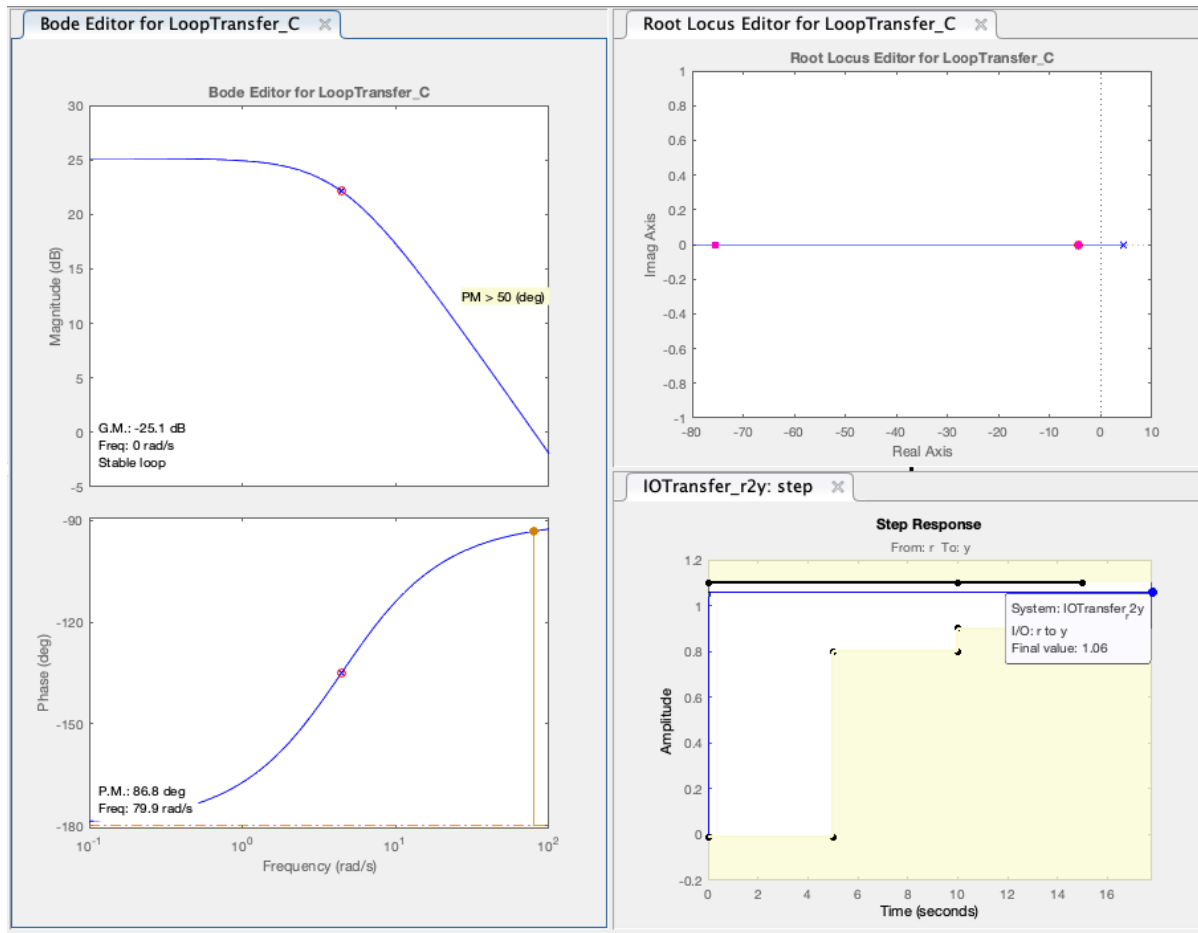 Bode Editor for LoopTransfer_C
Bode Editor for LoopTransfer_C
30
25
20
15
10
5
0
-5
Magnitude (dB)
PM > 50 (deg)
G.M.: -25.1 dB
Freq: 0 rad/s
Stable loop
-90
-120
-150
-180
Phase (deg)
P.M.: 86.8 deg
Freq: 79.9 rad/s
10-1
100
101
102
Frequency (rad/s)
Root Locus Editor for LoopTransfer_C
Root Locus Editor for LoopTransfer_C
1
0.8
0.6
0.4
0.2
0
-0.2
-0.4
-0.6
-0.8
-1
Imag Axis
-80 -70 -60 -50 -40 -30 -20 -10 0 10
Real Axis
IOTransfer_r2y: step
Step Response
From: r To: y
1.2
1
0.8
0.6
0.4
0.2
0
-0.2
Amplitude
System: IOTransfer_r2y
I/O: r to y
Final value: 1.06
0 2 4 6 8 10 12 14 16
Time (seconds)